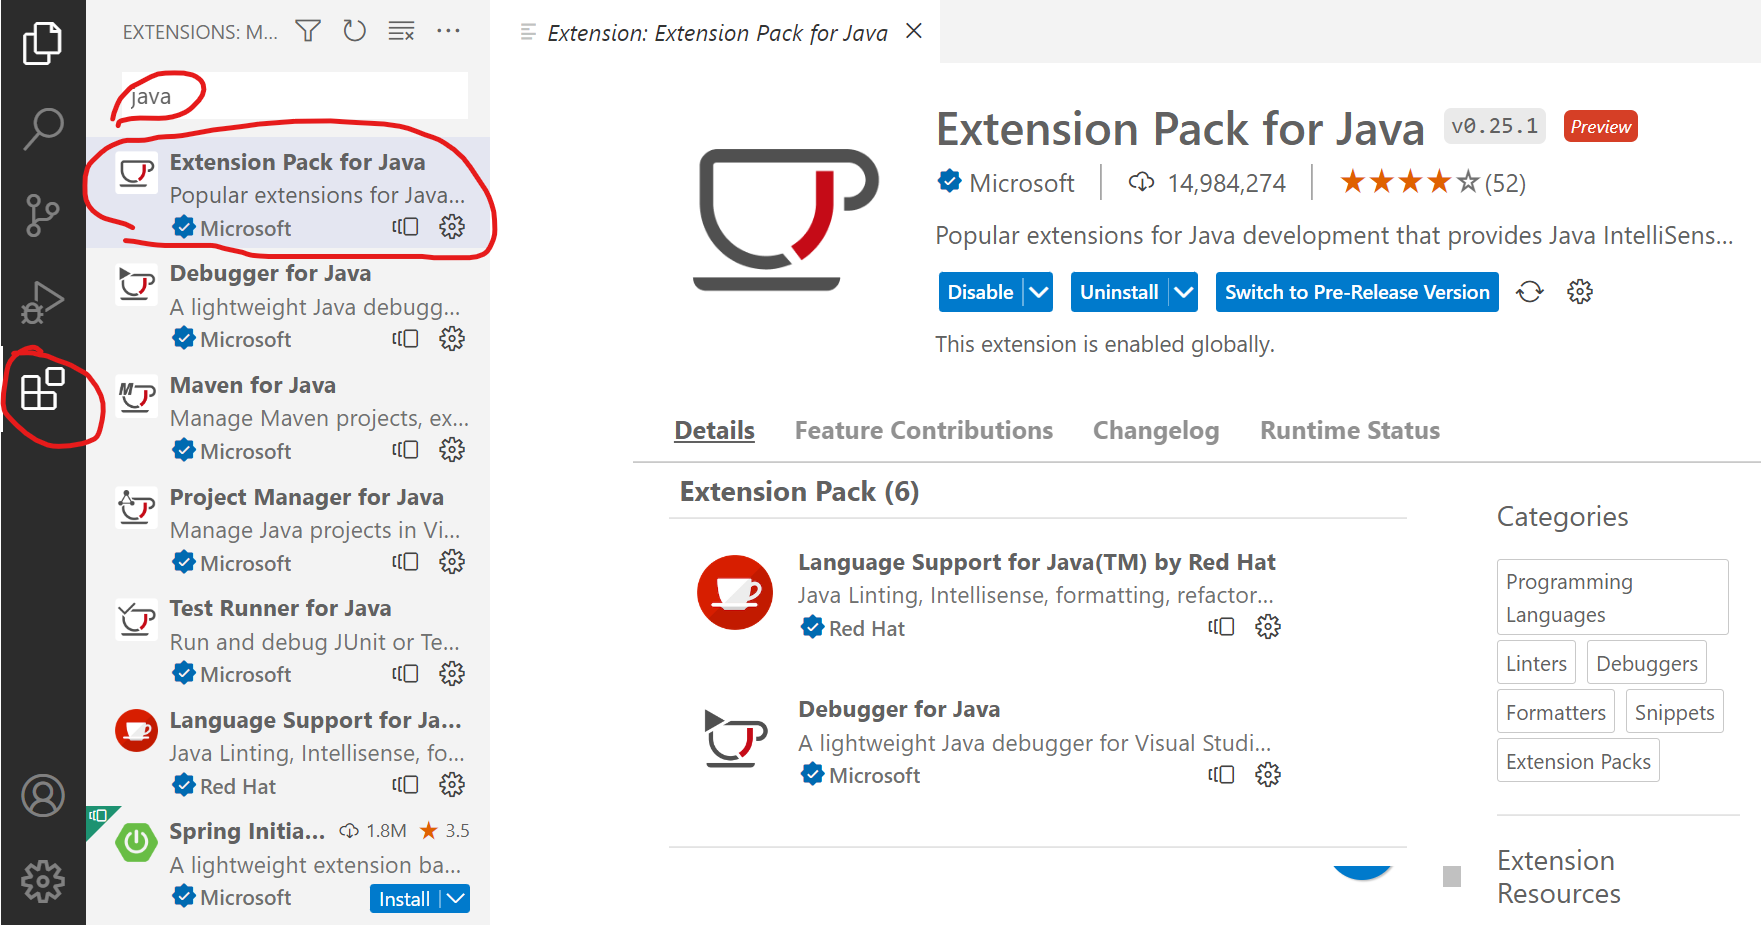 EXTENSIONS: M...
java
Extension Pack for Java
Popular extensions for Java...
Microsoft
Debugger for Java
A lightweight Java debugg...
Microsoft
Maven for Java
Manage Maven projects, ex...
Microsoft
Project Manager for Java
Manage Java projects in Vi...
Microsoft
Test Runner for Java
Run and debug JUnit or Te...
Microsoft
Language Support for Ja...
Java Linting, Intellisense, fo...
Red Hat
Spring Initia... 1.8M 3.5
A lightweight extension ba...
Microsoft Install
Extension: Extension Pack for Java
Extension Pack for Java v0.25.1 Preview
Microsoft 14,984,274 (52)
Popular extensions for Java development that provides Java IntelliSens...
Disable Uninstall Switch to Pre-Release Version
This extension is enabled globally.
Details Feature Contributions Changelog Runtime Status
Extension Pack (6)
Language Support for Java(TM) by Red Hat
Java Linting, Intellisense, formatting, refactor...
Red Hat
Debugger for Java
A lightweight Java debugger for Visual Studi...
Microsoft
Categories
Programming
Languages
Linters Debuggers
Formatters Snippets
Extension Packs
Extension
Resources